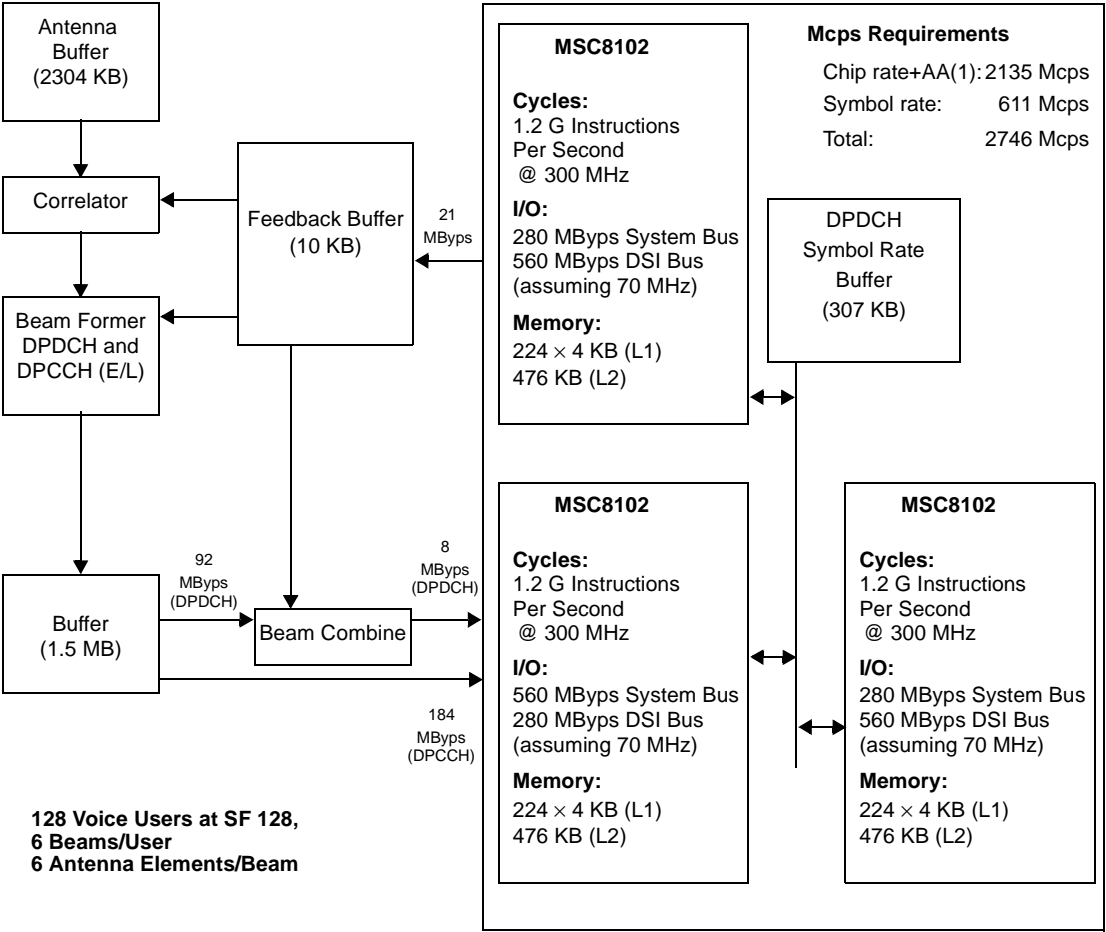 Antenna
Buffer
(2304 KB)
Correlator
Beam Former
DPDCH and
DPCCH (E/L)
Buffer
(1.5 MB)
Feedback Buffer
(10 KB)
21
MByps
92
MByps
(DPDCH)
Beam Combine
8
MByps
(DPDCH)
184
MByps
(DPCCH)
128 Voice Users at SF 128,
6 Beams/User
6 Antenna Elements/Beam
MSC8102
Cycles:
1.2 G Instructions
Per Second
@ 300 MHz
I/O:
280 MByps System Bus
560 MByps DSI Bus
(assuming 70 MHz)
Memory:
224 × 4 KB (L1)
476 KB (L2)
Mcps Requirements
Chip rate+AA(1): 2135 Mcps
Symbol rate: 611 Mcps
Total: 2746 Mcps
DPDCH
Symbol Rate
Buffer
(307 KB)
MSC8102
Cycles:
1.2 G Instructions
Per Second
@ 300 MHz
I/O:
560 MByps System Bus
280 MByps DSI Bus
(assuming 70 MHz)
Memory:
224 × 4 KB (L1)
476 KB (L2)
MSC8102
Cycles:
1.2 G Instructions
Per Second
@ 300 MHz
I/O:
280 MByps System Bus
560 MByps DSI Bus
(assuming 70 MHz)
Memory:
224 × 4 KB (L1)
476 KB (L2)